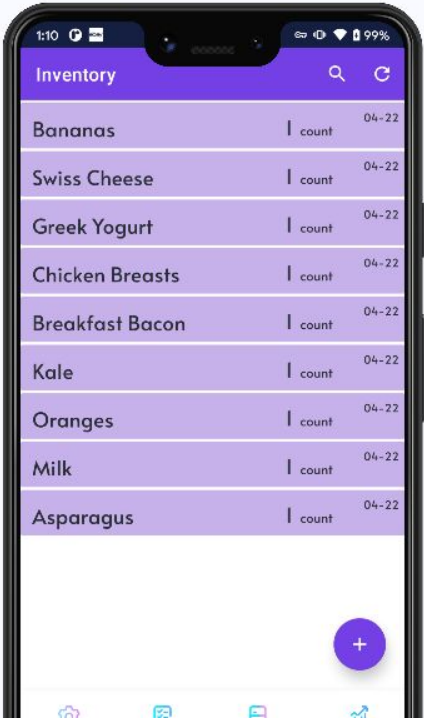 1:10 99%
Inventory
Bananas 1 count 04-22
Swiss Cheese 1 count 04-22
Greek Yogurt 1 count 04-22
Chicken Breasts 1 count 04-22
Breakfast Bacon 1 count 04-22
Kale 1 count 04-22
Oranges 1 count 04-22
Milk 1 count 04-22
Asparagus 1 count 04-22
+